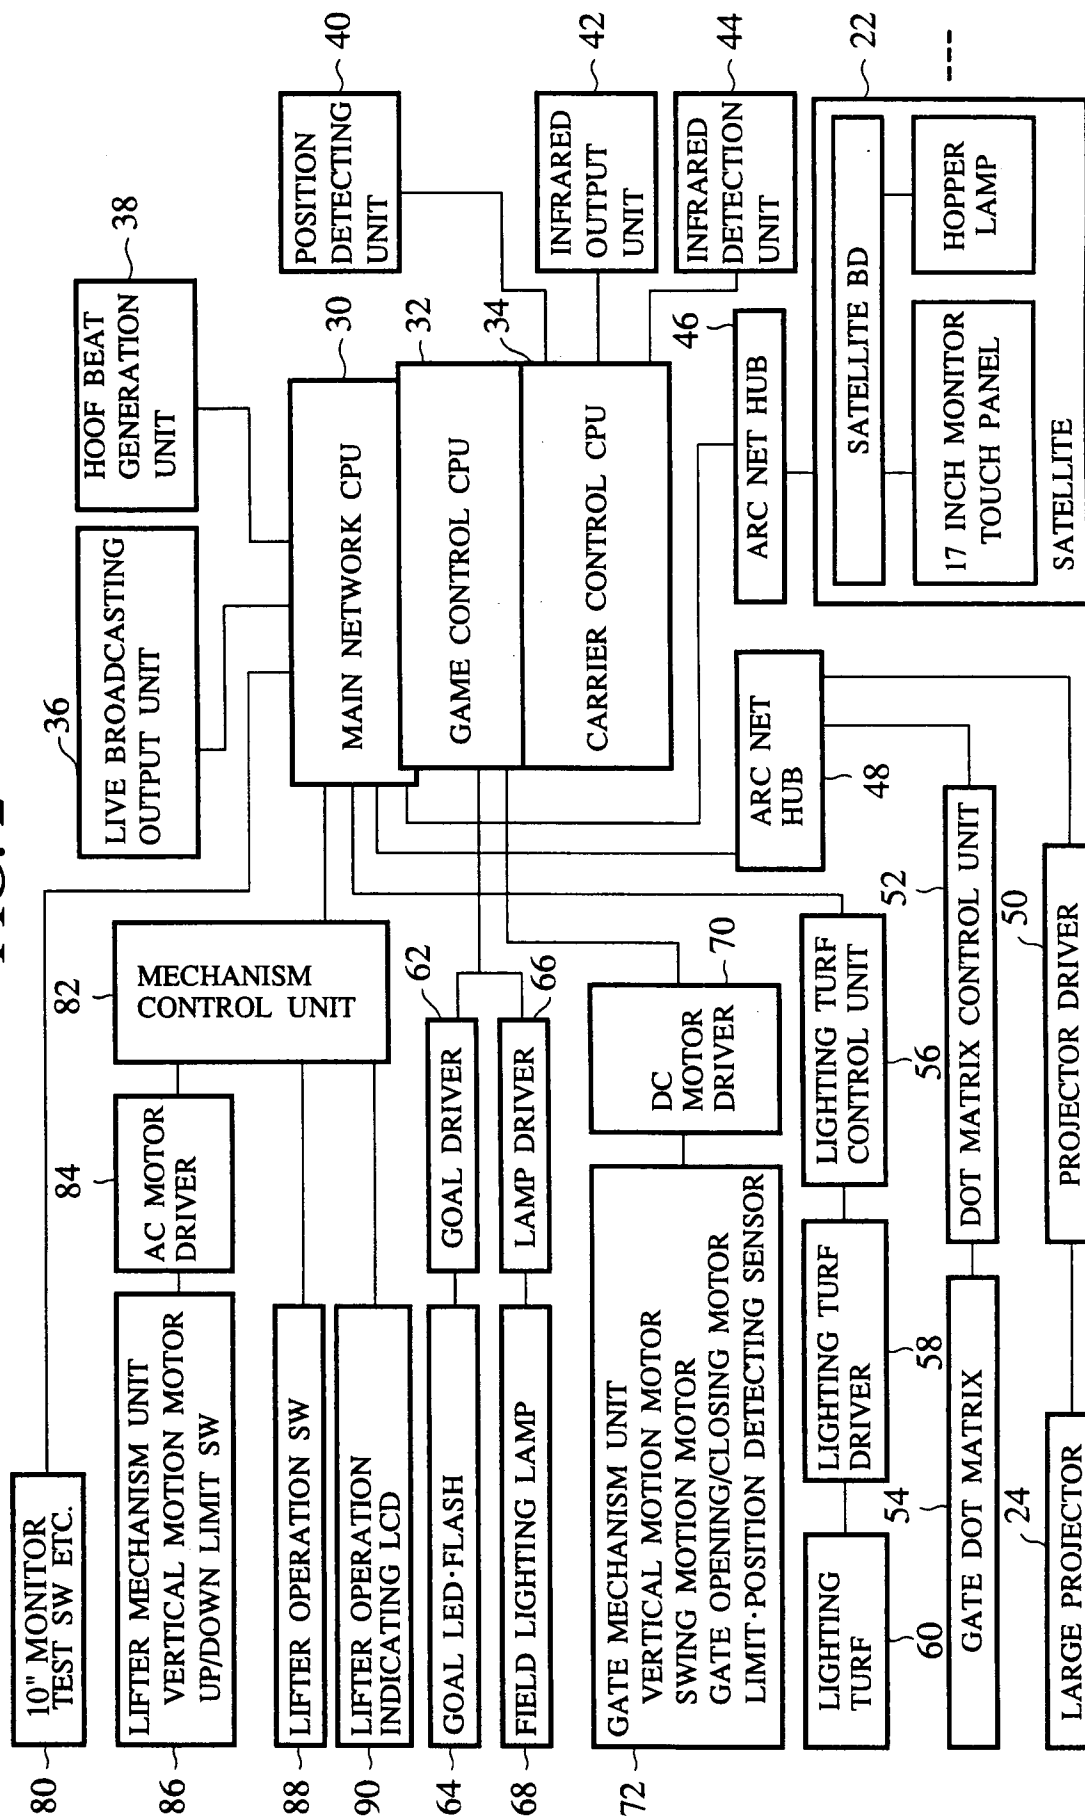 36
LIVE BROADCASTING
OUTPUT UNIT
38
HOOF BEAT
GENERATION
UNIT
40
POSITION
DETECTING
UNIT
30
MAIN NETWORK CPU
32
GAME CONTROL CPU
34
CARRIER CONTROL CPU
42
INFRARED
OUTPUT
UNIT
44
INFRARED
DETECTION
UNIT
46
ARC NET HUB
22
SATELLITE BD
17 INCH MONITOR
TOUCH PANEL
HOPPER
LAMP
SATELLITE
48
ARC NET
HUB
80
10" MONITOR
TEST SW ETC.
82
MECHANISM
CONTROL UNIT
84
AC MOTOR
DRIVER
86
LIFTER MECHANISM UNIT
VERTICAL MOTION MOTOR
UP/DOWN LIMIT SW
88
LIFTER OPERATION SW
90
LIFTER OPERATION
INDICATING LCD
62
GOAL DRIVER
64
GOAL LED·FLASH
66
LAMP DRIVER
68
FIELD LIGHTING LAMP
70
DC
MOTOR
DRIVER
72
GATE MECHANISM UNIT
VERTICAL MOTION MOTOR
SWING MOTION MOTOR
GATE OPENING/CLOSING MOTOR
LIMIT·POSITION DETECTING SENSOR
56
LIGHTING TURF
CONTROL UNIT
58
LIGHTING TURF
DRIVER
60
LIGHTING
TURF
52
DOT MATRIX CONTROL UNIT
54
GATE DOT MATRIX
50
PROJECTOR DRIVER
24
LARGE PROJECTOR